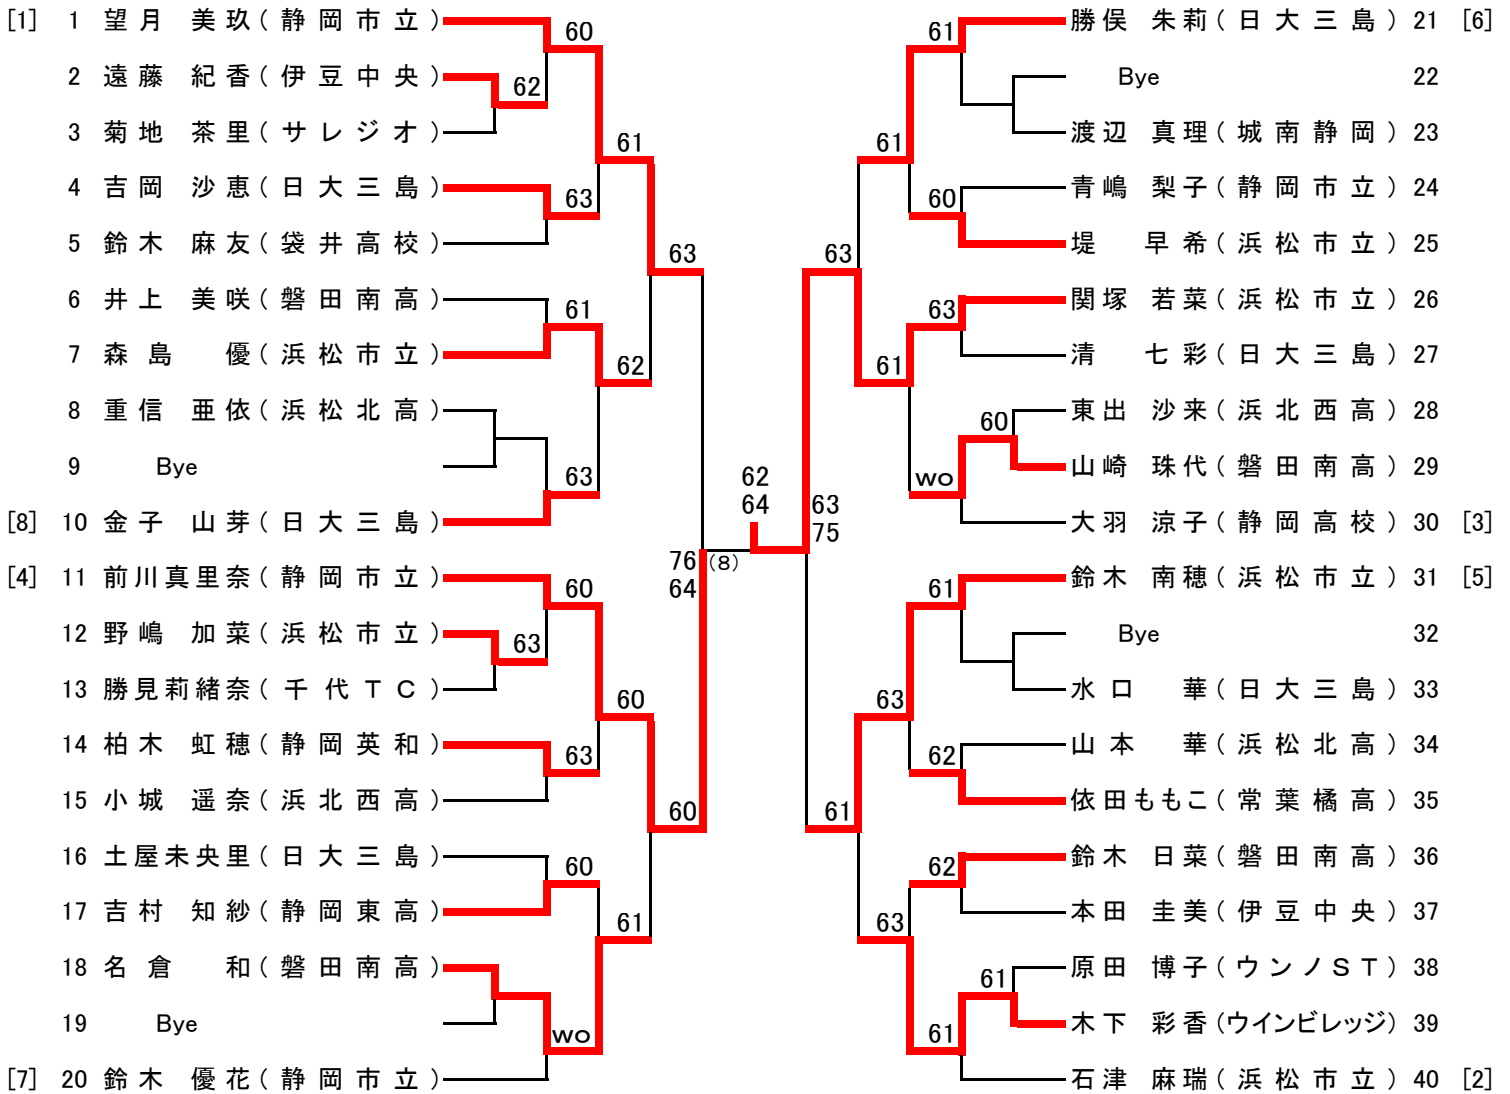 [1] 1 望月 美玖(静岡市立)
60
2 遠藤 紀香(伊豆中央)
62
3 菊地 茶里(サレジオ)
61
4 吉岡 沙恵(日大三島)
63
5 鈴木 麻友(袋井高校)
63
6 井上 美咲(磐田南高)
61
7 森島 優(浜松市立)
62
8 重信 亜依(浜松北高)
9 Bye
63
[8] 10 金子 山芽(日大三島)
76 (8)
64
[4] 11 前川真里奈(静岡市立)
60
12 野嶋 加菜(浜松市立)
63
13 勝見莉緒奈(千代TC)
60
14 柏木 虹穂(静岡英和)
63
15 小城 遥奈(浜北西高)
60
16 土屋未央里(日大三島)
60
17 吉村 知紗(静岡東高)
61
18 名倉 和(磐田南高)
19 Bye
wo
[7] 20 鈴木 優花(静岡市立)
62
64
勝俣 朱莉(日大三島) 21 [6]
61
Bye 22
渡辺 真理(城南静岡) 23
61
青嶋 梨子(静岡市立) 24
60
堤 早希(浜松市立) 25
63
関塚 若菜(浜松市立) 26
63
清 七彩(日大三島) 27
61
東出 沙来(浜北西高) 28
60
山崎 珠代(磐田南高) 29
wo
大羽 涼子(静岡高校) 30 [3]
63
75
鈴木 南穂(浜松市立) 31 [5]
61
Bye 32
水口 華(日大三島) 33
63
山本 華(浜松北高) 34
62
依田ももこ(常葉橘高) 35
61
鈴木 日菜(磐田南高) 36
62
本田 圭美(伊豆中央) 37
63
原田 博子(ウンノST) 38
61
木下 彩香(ウインビレッジ) 39
61
石津 麻瑞(浜松市立) 40 [2]